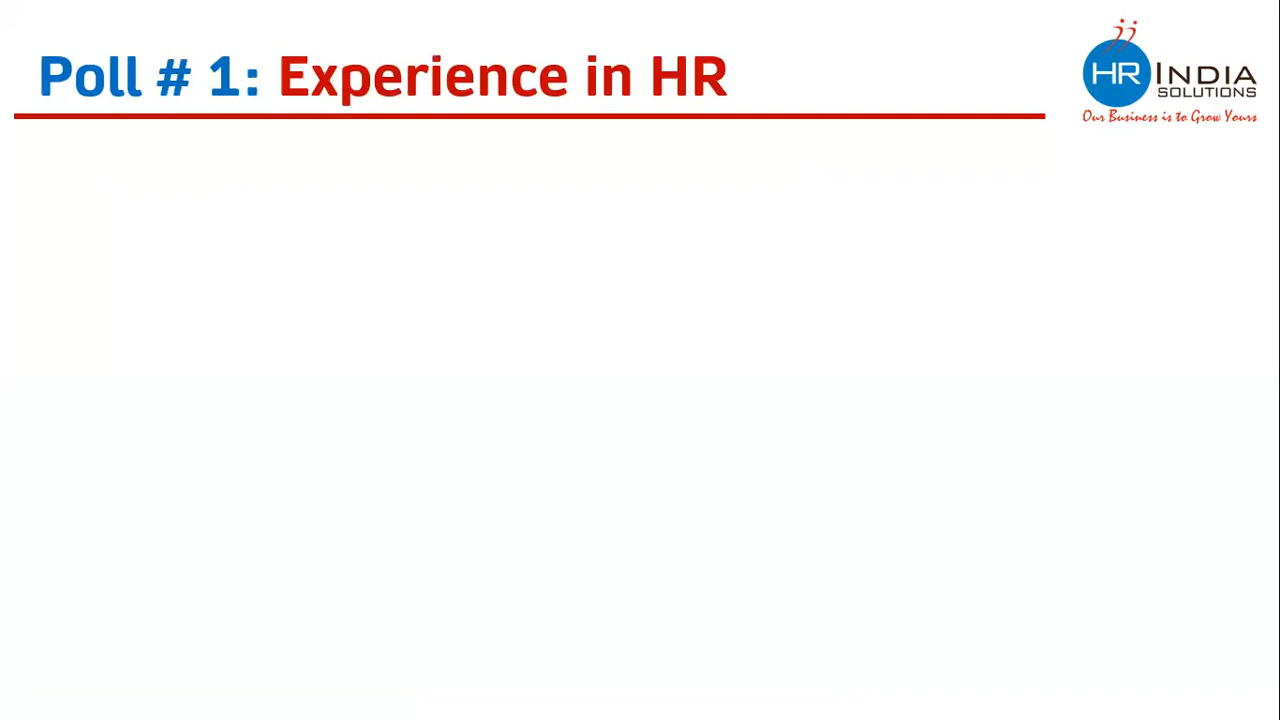 Poll # 1: Experience in HR
HR INDIA
SOLUTIONS
Our Business is to Grow Yours